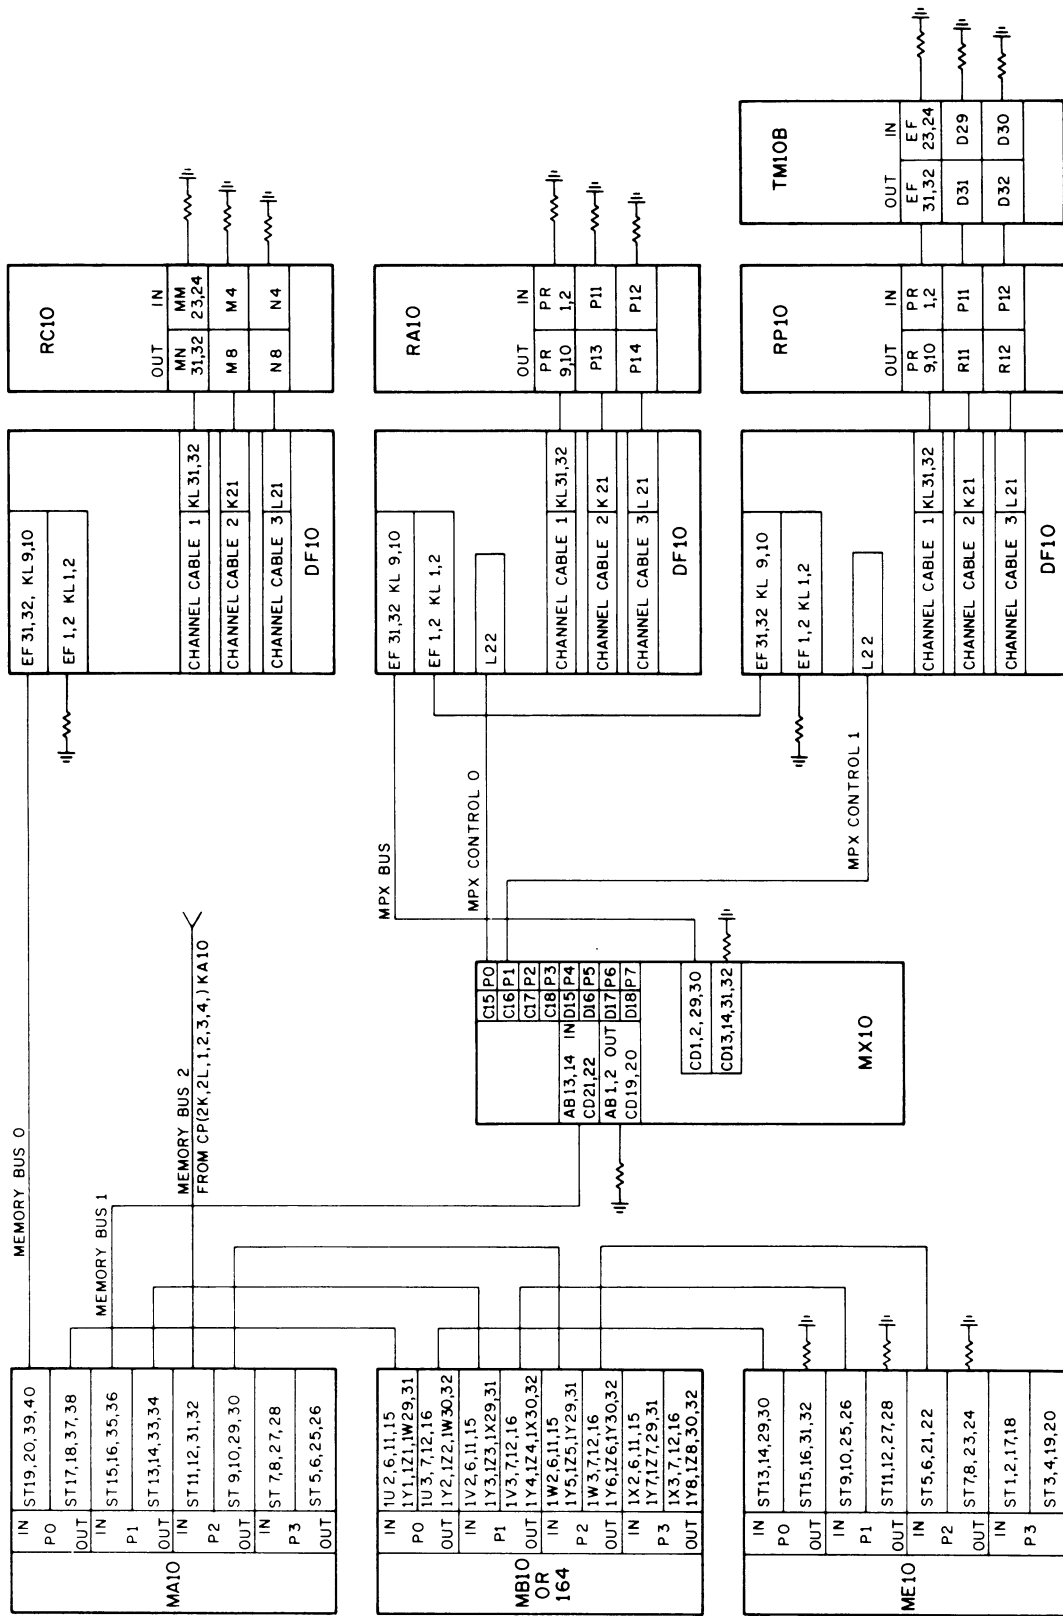 RC10
OUT IN
MN 31,32 MM 23,24
M8 M4
N8 N4
RA10
OUT IN
PR 9,10 PR 1,2
P13 P11
P14 P12
TM10B
OUT IN
EF 31,32 EF 23,24
D31 D29
D32 D30
RP10
OUT IN
PR 9,10 PR 1,2
R11 P11
R12 P12
EF 31,32, KL 9,10
EF 1,2 KL 1,2
CHANNEL CABLE 1 KL 31,32
CHANNEL CABLE 2 K21
CHANNEL CABLE 3 L21
DF10
EF 31,32 KL 9,10
EF 1,2 KL 1,2
L22
CHANNEL CABLE 1 KL 31,32
CHANNEL CABLE 2 K21
CHANNEL CABLE 3 L21
DF10
EF 31,32 KL 9,10
EF 1,2 KL 1,2
L22
CHANNEL CABLE 1 KL 31,32
CHANNEL CABLE 2 K21
CHANNEL CABLE 3 L21
DF10
MEMORY BUS 0
MEMORY BUS 1
MEMORY BUS 2
FROM CP(2K,2L,1,2,3,4,) KA10
MPX BUS
MPX CONTROL 0
MPX CONTROL 1
C15 P0
C16 P1
C17 P2
C18 P3
AB13,14 IN D15 P4
CD21,22 D16 P5
AB1,2 OUT D17 P6
CD19,20 D18 P7
CD1,2,29,30
CD13,14,31,32
MX10
MA10
IN ST19,20,39,40
P0
OUT ST17,18,37,38
IN ST15,16,35,36
P1
OUT ST13,14,33,34
IN ST11,12,31,32
P2
OUT ST 9,10,29,30
IN ST 7,8,27,28
P3
OUT ST 5,6,25,26
MB10
OR
164
IN 1U 2,6,11,15
1Y1,1Z1,1W29,31
P0
1U3,7,12,16
OUT 1Y2,1Z2,1W30,32
IN 1V2,6,11,15
1Y3,1Z3,1X29,31
P1
1V3,7,12,16
OUT 1Y4,1Z4,1X30,32
IN 1W2,6,11,15
1Y5,1Z5,1Y29,31
P2
1W3,7,12,16
OUT 1Y6,1Z6,1Y30,32
IN 1X2,6,11,15
1Y7,1Z7,29,31
P3
1X3,7,12,16
OUT 1Y8,1Z8,30,32
ME10
IN ST13,14,29,30
P0
OUT ST15,16,31,32
IN ST9,10,25,26
P1
OUT ST11,12,27,28
IN ST5,6,21,22
P2
OUT ST7,8,23,24
IN ST1,2,17,18
P3
ST3,4,19,20